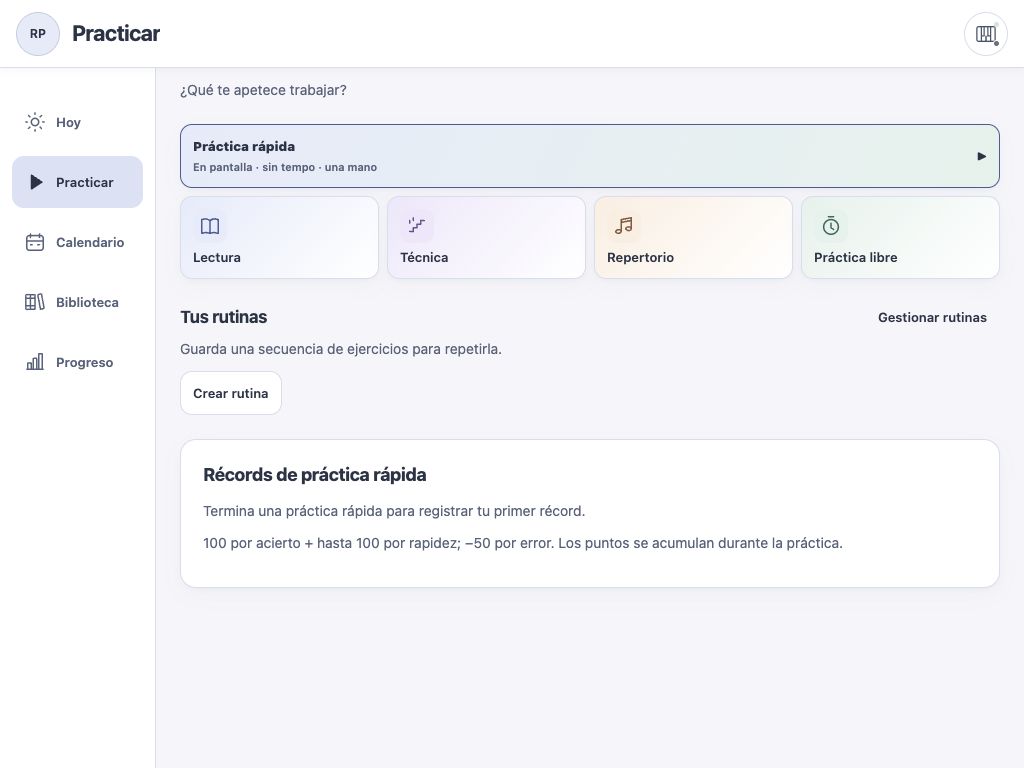 RP
Practicar
¿Qué te apetece trabajar?
Hoy
Practicar
Calendario
Biblioteca
Progreso
Práctica rápida
En pantalla · sin tempo · una mano
Lectura
Técnica
Repertorio
Práctica libre
Tus rutinas
Gestionar rutinas
Guarda una secuencia de ejercicios para repetirla.
Crear rutina
Récords de práctica rápida
Termina una práctica rápida para registrar tu primer récord.
100 por acierto + hasta 100 por rapidez; −50 por error. Los puntos se acumulan durante la práctica.